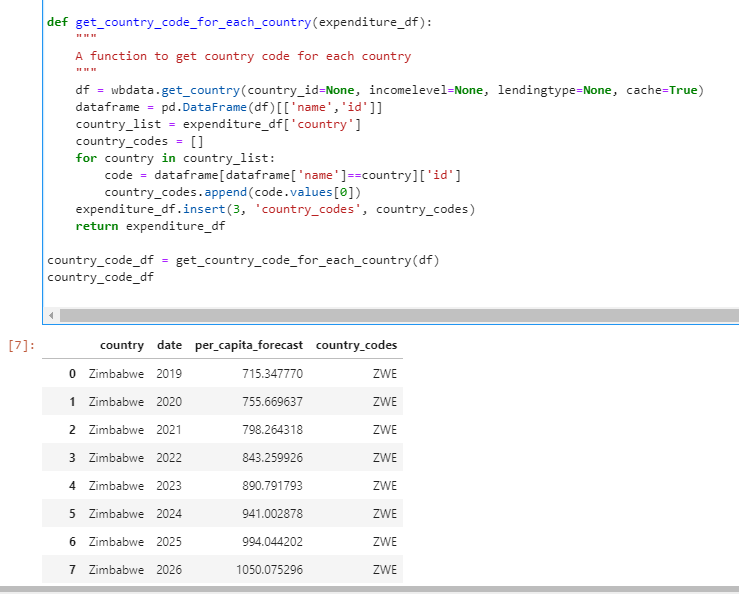 def get_country_code_for_each_country(expenditure_df):
    """
    A function to get country code for each country
    """
    df = wbdata.get_country(country_id=None, incomelevel=None, lendingtype=None, cache=True)
    dataframe = pd.DataFrame(df)[['name','id']]
    country_list = expenditure_df['country']
    country_codes = []
    for country in country_list:
        code = dataframe[dataframe['name']==country]['id']
        country_codes.append(code.values[0])
    expenditure_df.insert(3, 'country_codes', country_codes)
    return expenditure_df

country_code_df = get_country_code_for_each_country(df)
country_code_df
[7]: country date per_capita_forecast country_codes
0 Zimbabwe 2019 715.347770 ZWE
1 Zimbabwe 2020 755.669637 ZWE
2 Zimbabwe 2021 798.264318 ZWE
3 Zimbabwe 2022 843.259926 ZWE
4 Zimbabwe 2023 890.791793 ZWE
5 Zimbabwe 2024 941.002878 ZWE
6 Zimbabwe 2025 994.044202 ZWE
7 Zimbabwe 2026 1050.075296 ZWE